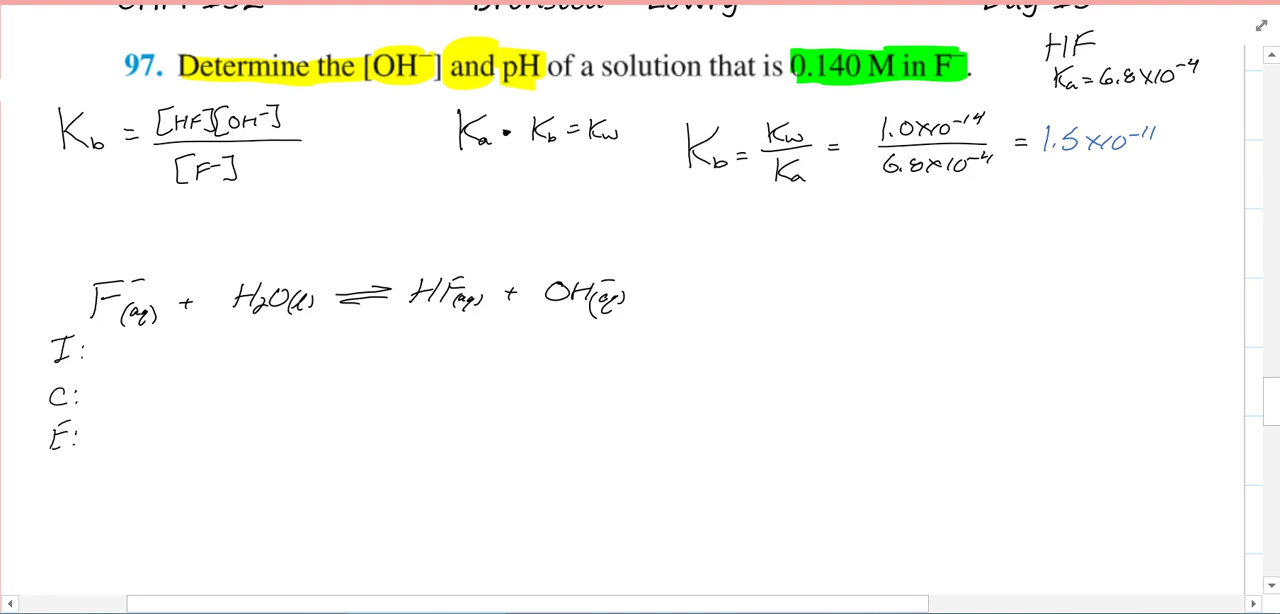 HF
97. Determine the [OH⁻] and pH of a solution that is 0.140 M in F⁻.
Ka = 6.8×10⁻⁴
Kb = [HF][OH⁻] / [F⁻]
Ka · Kb = Kw
Kb = Kw / Ka = 1.0×10⁻¹⁴ / 6.8×10⁻⁴ = 1.5×10⁻¹¹
F⁻(aq) + H₂O(l) ⇌ HF(aq) + OH⁻(aq)
I:
C:
E: